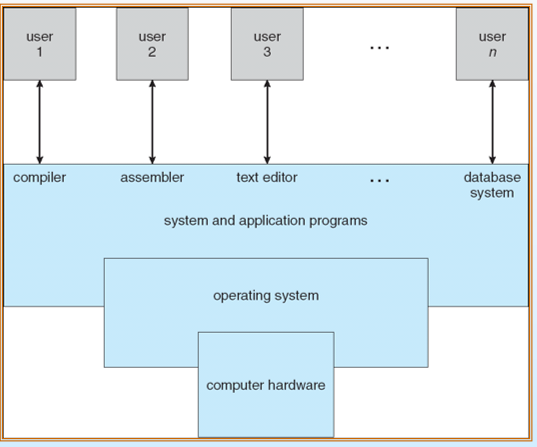 user
1
user
2
user
3
...
user
n
compiler
assembler
text editor
...
database
system
system and application programs
operating system
computer hardware